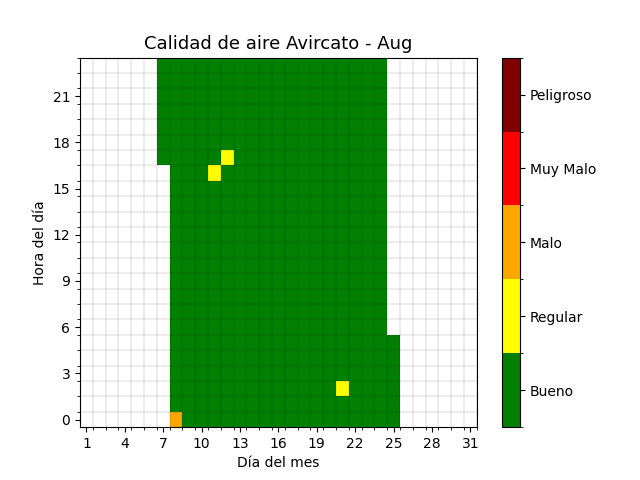 Calidad de aire Avircato - Aug
Hora del día
21
18
15
12
9
6
3
0
1 4 7 10 13 16 19 22 25 28 31
Día del mes
Peligroso
Muy Malo
Malo
Regular
Bueno